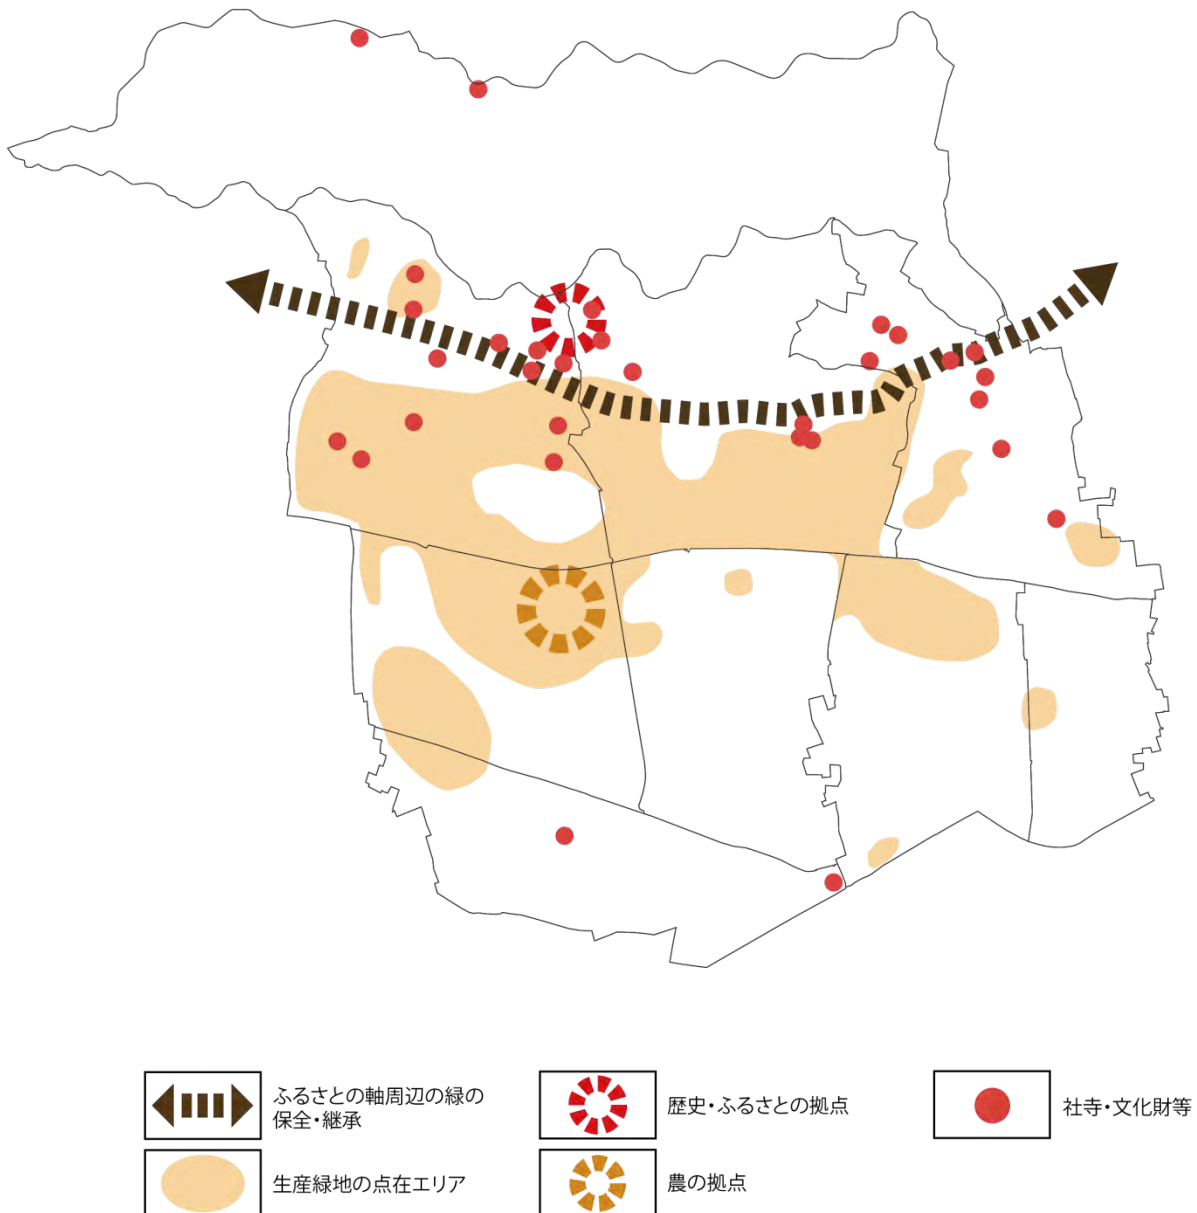 ふるさとの軸周辺の緑の
保全・継承
歴史・ふるさとの拠点
社寺・文化財等
生産緑地の点在エリア
農の拠点